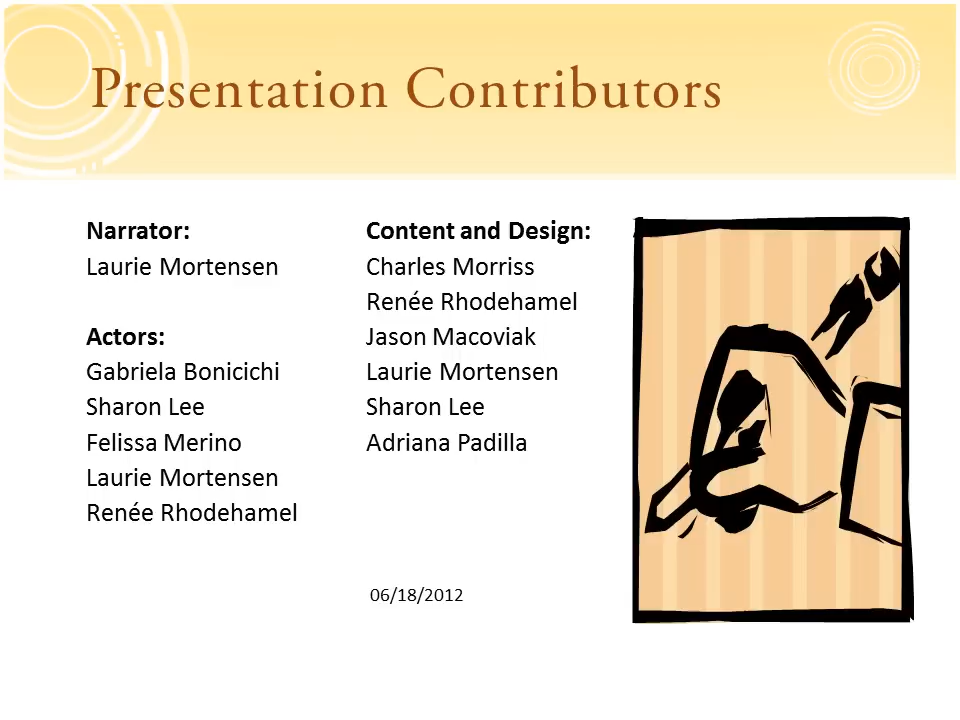 Presentation Contributors
Narrator:
Laurie Mortensen
Actors:
Gabriela Bonicichi
Sharon Lee
Felissa Merino
Laurie Mortensen
Renée Rhodehamel
Content and Design:
Charles Morriss
Renée Rhodehamel
Jason Macoviak
Laurie Mortensen
Sharon Lee
Adriana Padilla
06/18/2012